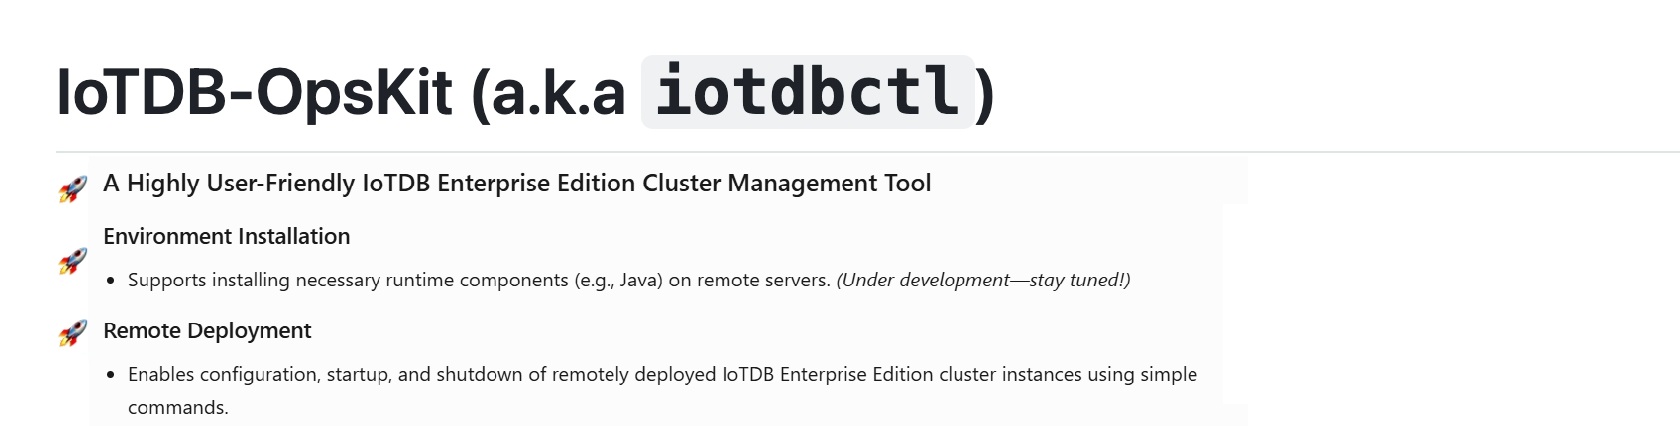 IoTDB-OpsKit (a.k.a iotdbctl)
🚀 A Highly User-Friendly IoTDB Enterprise Edition Cluster Management Tool
🚀 Environment Installation
• Supports installing necessary runtime components (e.g., Java) on remote servers. (Under development—stay tuned!)
🚀 Remote Deployment
• Enables configuration, startup, and shutdown of remotely deployed IoTDB Enterprise Edition cluster instances using simple
commands.